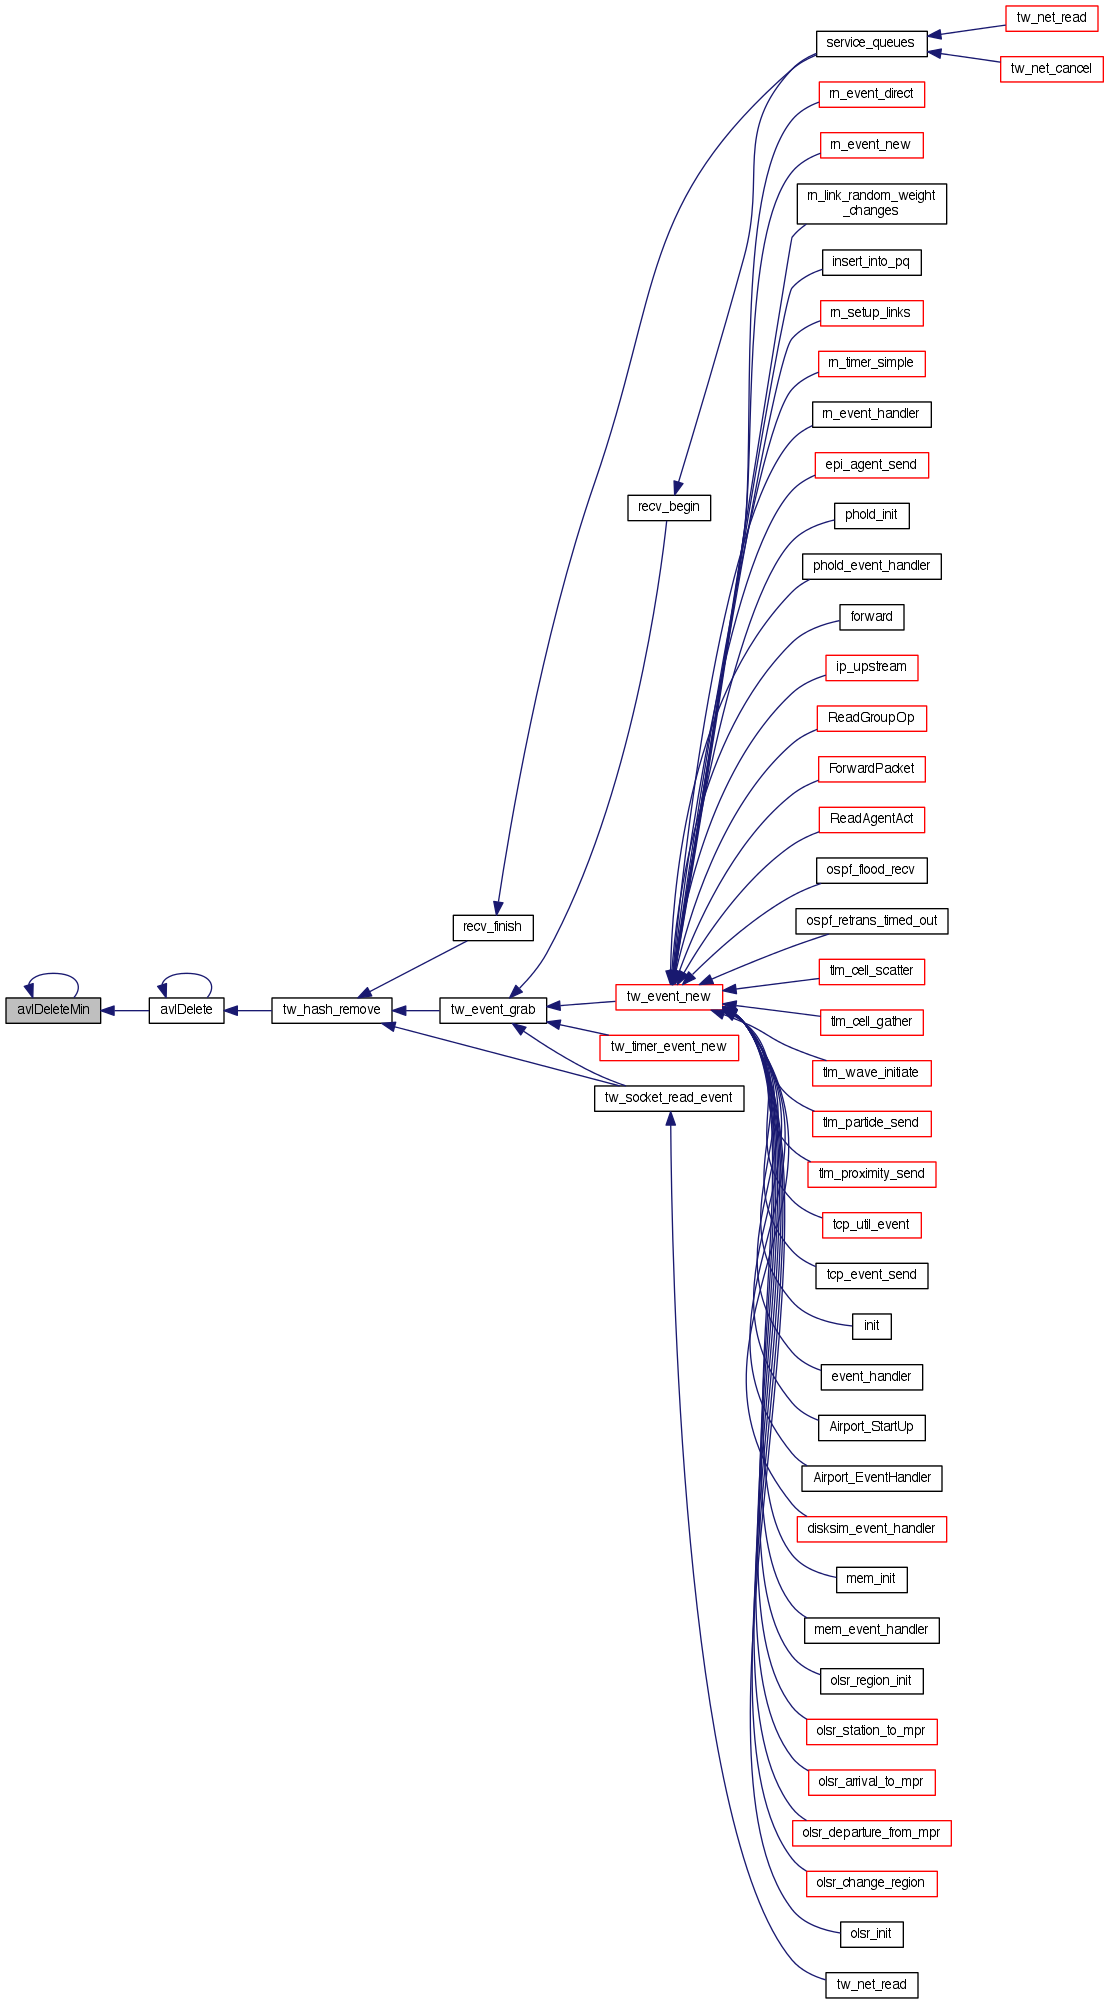 tw_net_read
service_queues
tw_net_cancel
rn_event_direct
rn_event_new
rn_link_random_weight
_changes
insert_into_pq
rn_setup_links
rn_timer_simple
rn_event_handler
epi_agent_send
recv_begin
phold_init
phold_event_handler
forward
ip_upstream
ReadGroupOp
ForwardPacket
ReadAgentAct
ospf_flood_recv
ospf_retrans_timed_out
recv_finish
tlm_cell_scatter
tw_event_new
avlDeleteMin
avlDelete
tw_hash_remove
tw_event_grab
tlm_cell_gather
tw_timer_event_new
tlm_wave_initiate
tw_socket_read_event
tlm_particle_send
tlm_proximity_send
tcp_util_event
tcp_event_send
init
event_handler
Airport_StartUp
Airport_EventHandler
disksim_event_handler
mem_init
mem_event_handler
olsr_region_init
olsr_station_to_mpr
olsr_arrival_to_mpr
olsr_departure_from_mpr
olsr_change_region
olsr_init
tw_net_read